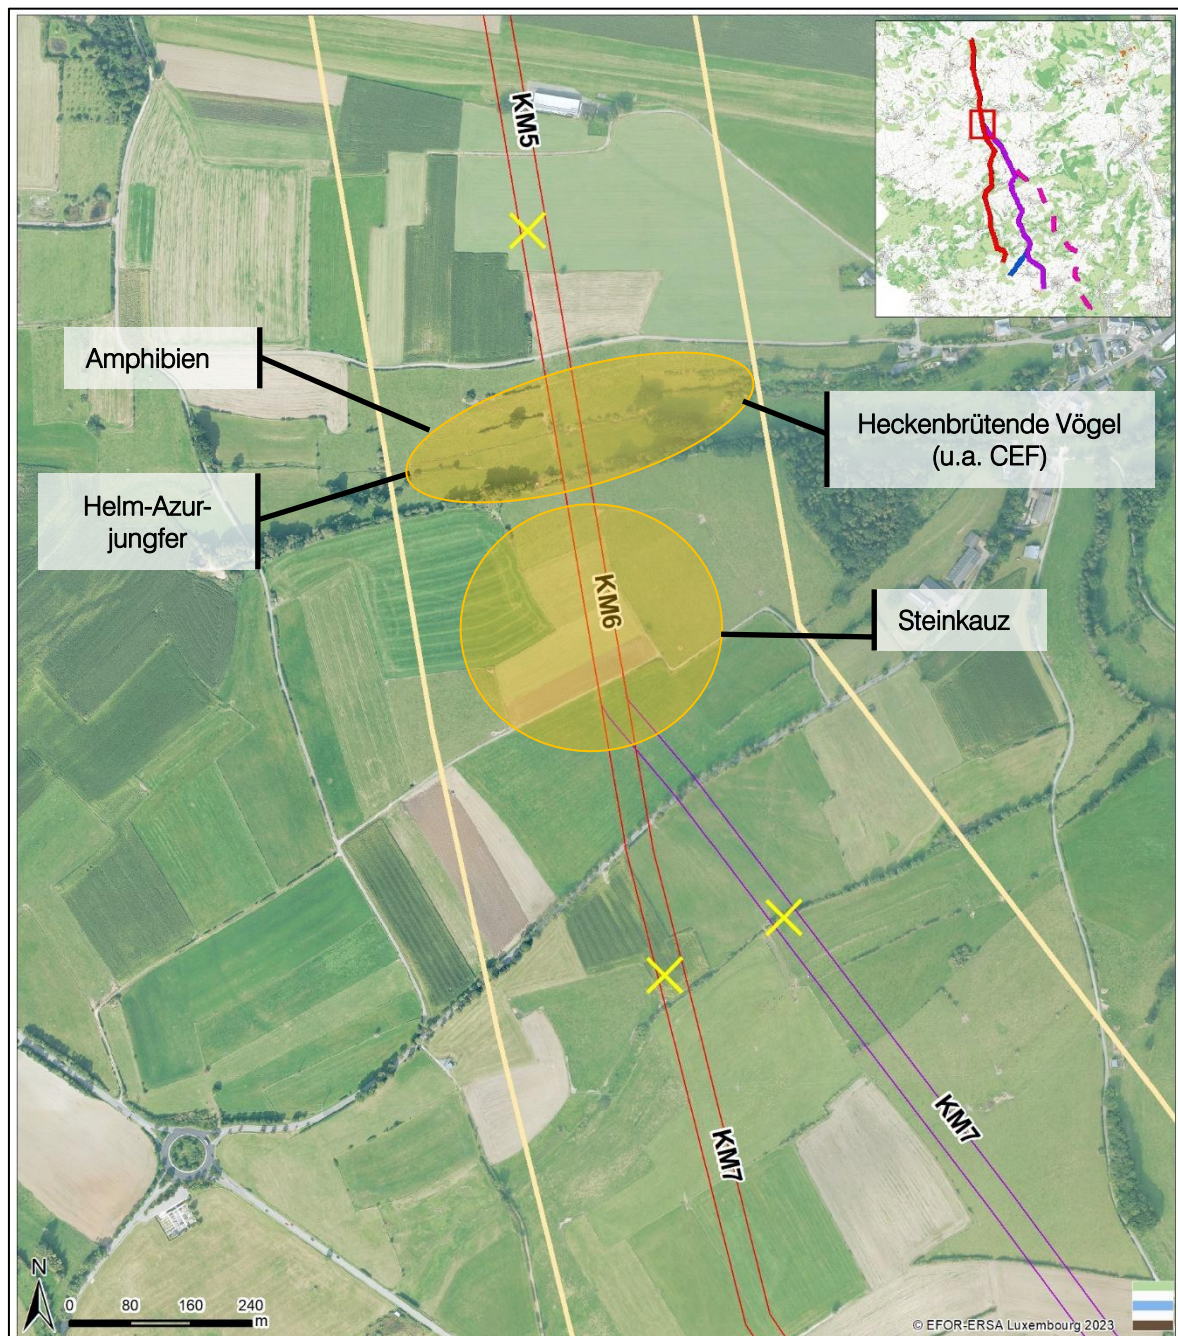 KM5
Amphibien
Heckenbrütende Vögel
(u.a. CEF)
Helm-Azur-
jungfer
KM6
Steinkauz
KM7
KM7
N
0 80 160 240
m
© EFOR-ERSA Luxembourg 2023